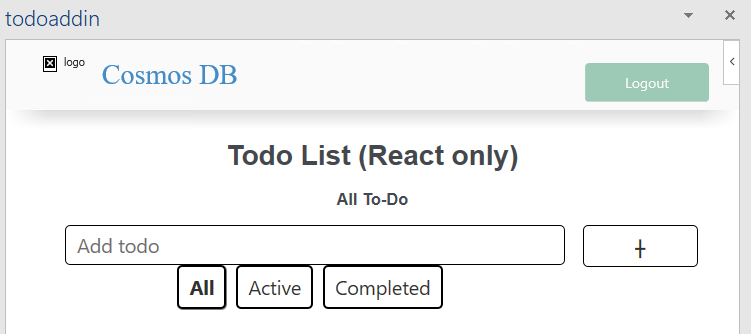 todoaddin
logo
Cosmos DB
Logout
Todo List (React only)
All To-Do
Add todo
+
All
Active
Completed